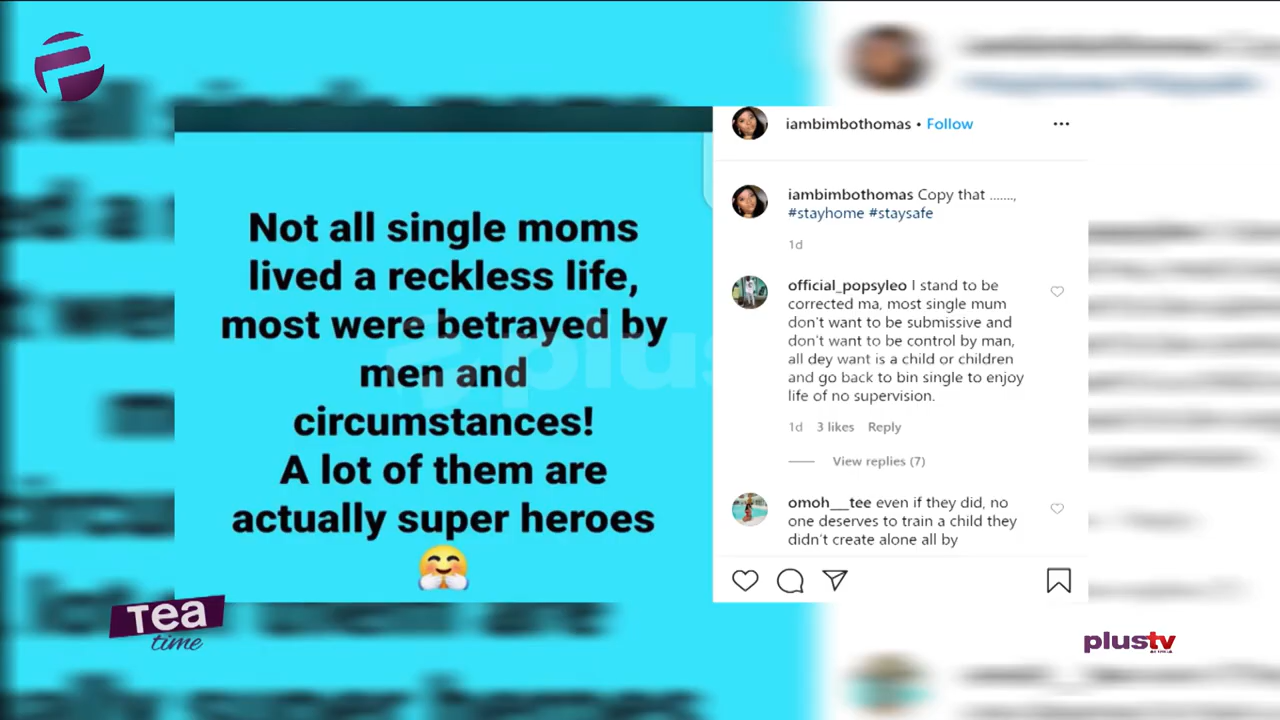 Not all single moms
lived a reckless life,
most were betrayed by
men and
circumstances!
A lot of them are
actually super heroes
iambimbothomas • Follow
iambimbothomas Copy that .......,
#stayhome #staysafe
1d
official_popsyleo I stand to be
corrected ma, most single mum
don't want to be submissive and
don't want to be control by man,
all dey want is a child or children
and go back to bin single to enjoy
life of no supervision.
1d 3 likes Reply
View replies (7)
omoh___tee even if they did, no
one deserves to train a child they
didn't create alone all by
Tea
time
plustv